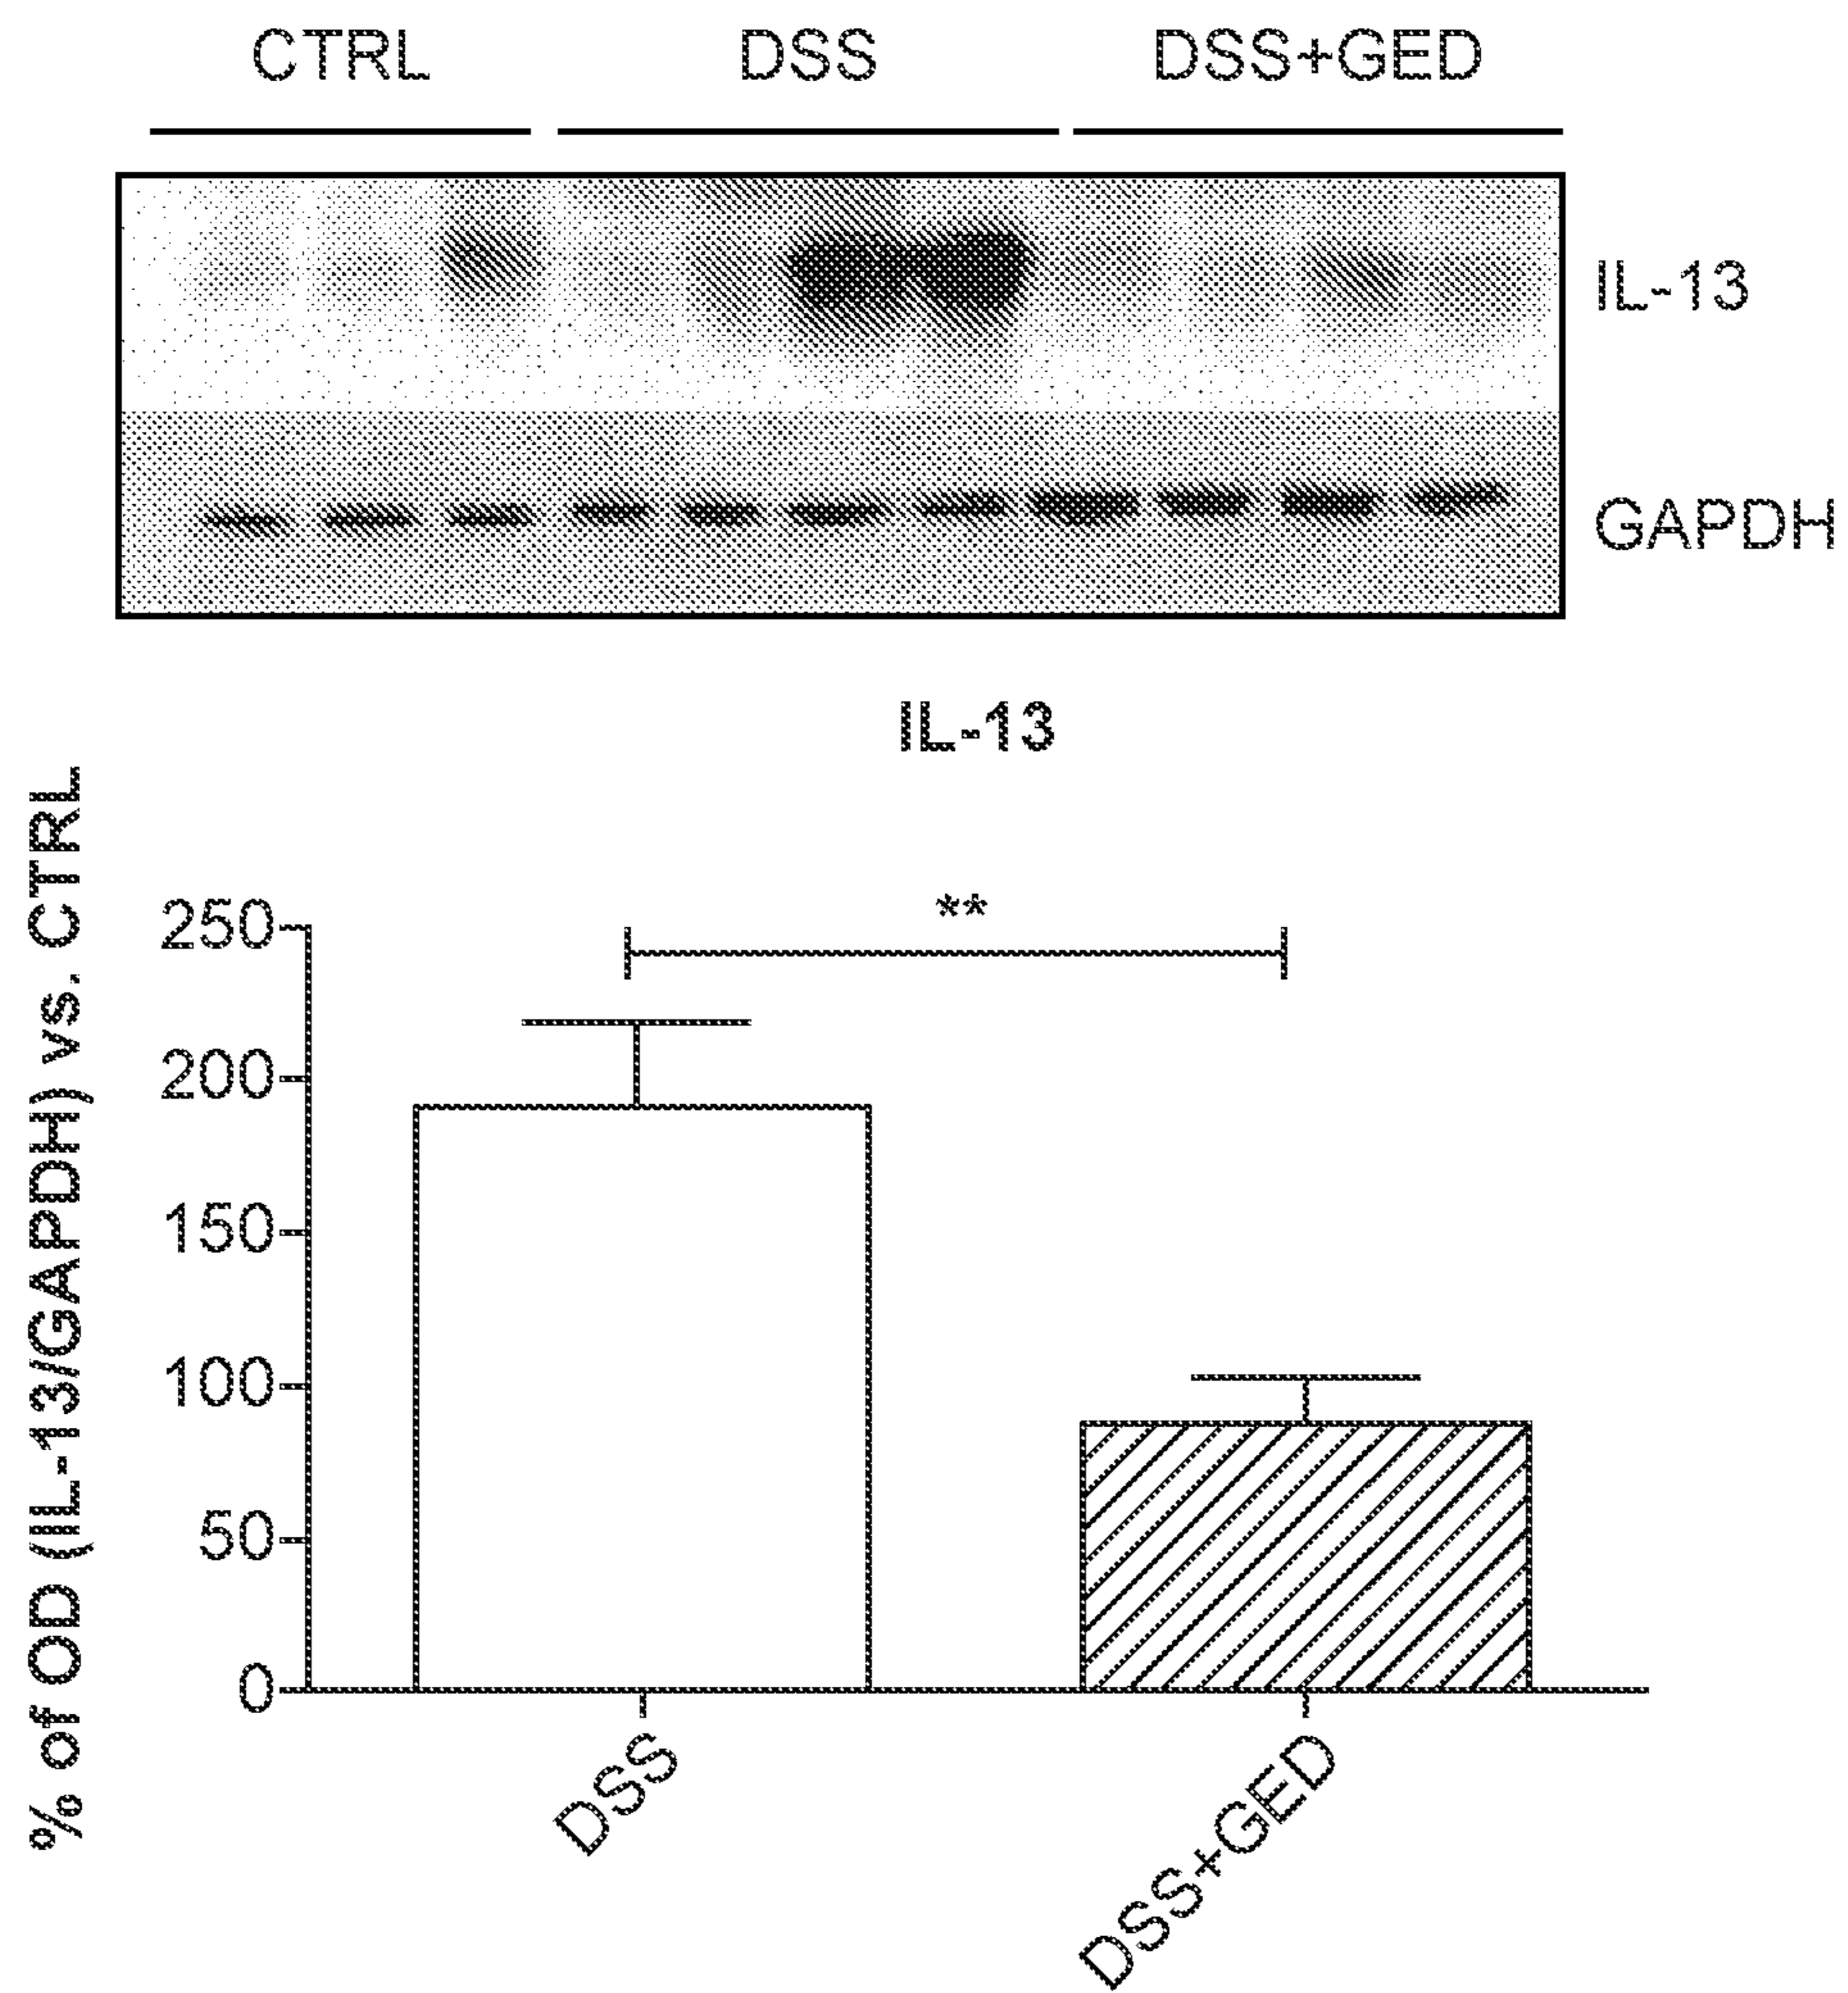 CTRL DSS DSS+GED
IL-13
GAPDH
IL-13
% of OD (IL-13/GAPDH) vs. CTRL
**
250
200
150
100
50
0
DSS
DSS+GED